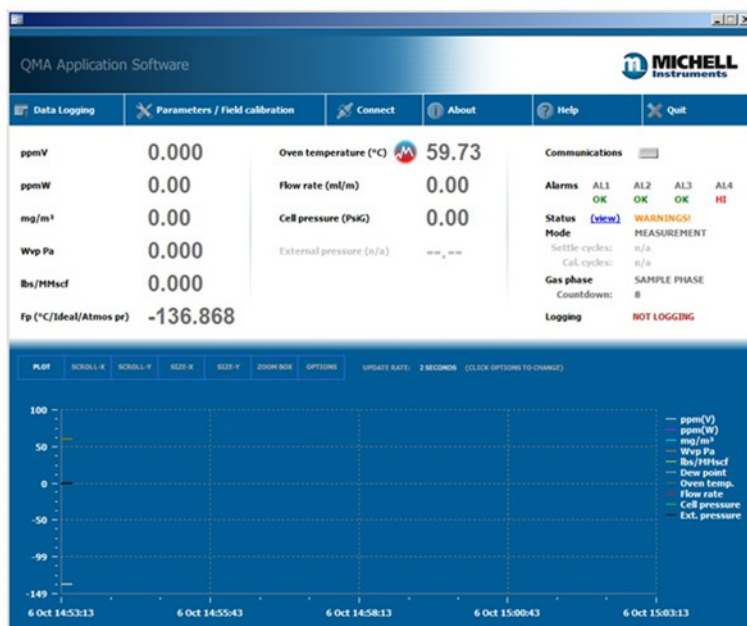 QMA Application Software
MICHELL
Instruments
Data Logging Parameters / Field calibration Connect About Help Quit
ppmV 0.000 Oven temperature (°C) 59.73 Communications
ppmW 0.00 Flow rate (ml/m) 0.00 Alarms AL1 AL2 AL3 AL4
OK OK OK HI
mg/m³ 0.00 Cell pressure (PsiG) 0.00 Status (view) WARNINGS!
Mode MEASUREMENT
Wvp Pa 0.000 External pressure (n/a) --.-- Settle cycles: n/a
Cal. cycles: n/a
lbs/MMscf 0.000 Gas phase SAMPLE PHASE
Countdown: 8
Fp (°C/Ideal/Atmos pr) -136.868 Logging NOT LOGGING
PLOT SCROLL-X SCROLL-Y SIZE-X SIZE-Y ZOOM BOX OPTIONS UPDATE RATE: 2 SECONDS (CLICK OPTIONS TO CHANGE)
100
50
0
-50
-99
-149
6 Oct 14:53:13 6 Oct 14:55:43 6 Oct 14:58:13 6 Oct 15:00:43 6 Oct 15:03:13
ppm(V)
ppm(W)
mg/m³
Wvp Pa
lbs/MMscf
Dew point
Oven temp.
Flow rate
Cell pressure
Ext. pressure